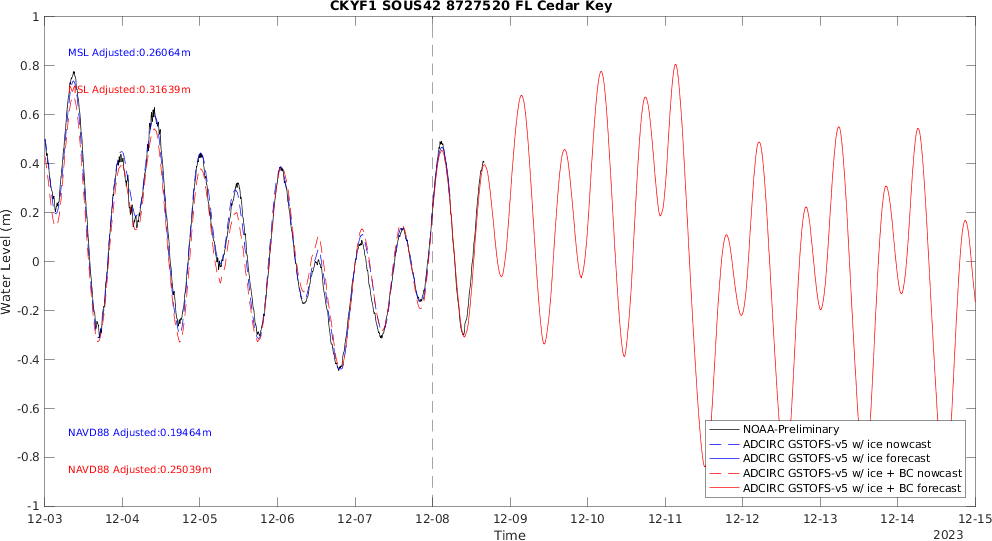 CKYF1 SOUS42 8727520 FL Cedar Key
1
0.8
0.6
0.4
0.2
0
-0.2
-0.4
-0.6
-0.8
-1
Water Level (m)
MSL Adjusted:0.26064m
MSL Adjusted:0.31639m
NAVD88 Adjusted:0.19464m
NAVD88 Adjusted:0.25039m
NOAA-Preliminary
ADCIRC GSTOFS-v5 w/ ice nowcast
ADCIRC GSTOFS-v5 w/ ice forecast
ADCIRC GSTOFS-v5 w/ ice + BC nowcast
ADCIRC GSTOFS-v5 w/ ice + BC forecast
12-03 12-04 12-05 12-06 12-07 12-08 12-09 12-10 12-11 12-12 12-13 12-14 12-15
Time
2023